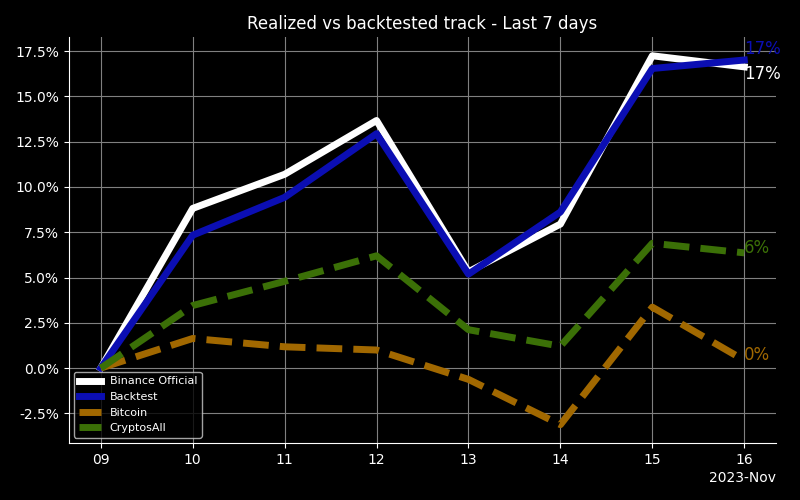 Realized vs backtested track - Last 7 days
17.5%
15.0%
12.5%
10.0%
7.5%
5.0%
2.5%
0.0%
-2.5%
17%
17%
6%
0%
Binance Official
Backtest
Bitcoin
CryptosAll
09 10 11 12 13 14 15 16
2023-Nov